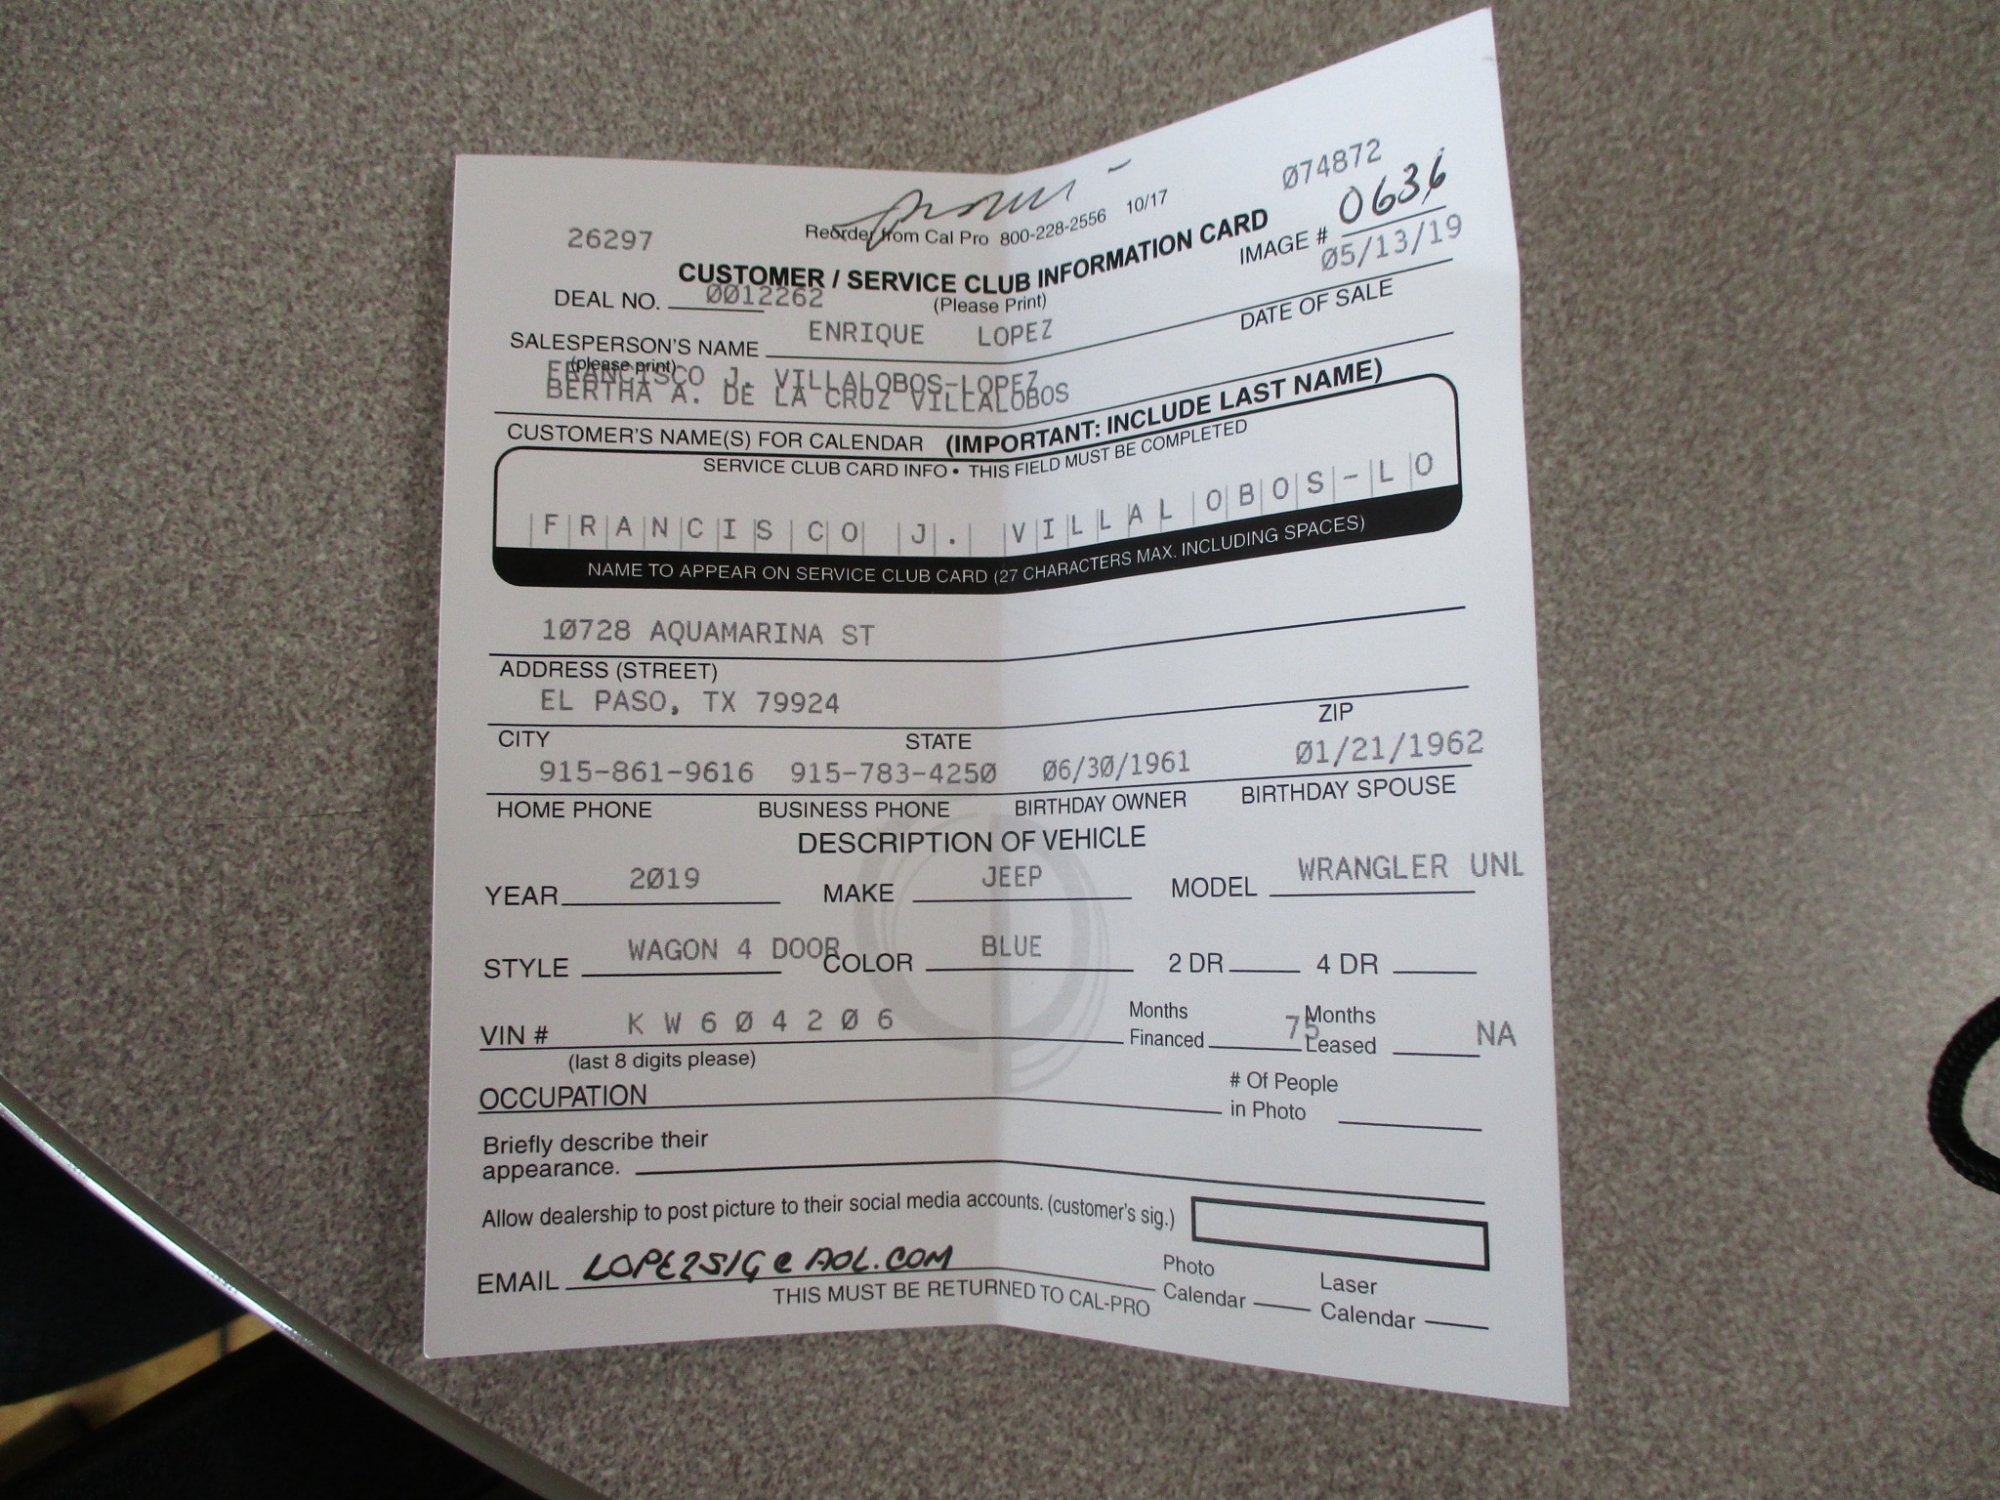 074872
26297
Reorder from Cal Pro 800-228-2556 10/17
IMAGE # 0636
CUSTOMER / SERVICE CLUB INFORMATION CARD
05/13/19
DEAL NO. 0012262
(Please Print)
DATE OF SALE
SALESPERSON'S NAME ENRIQUE LOPEZ
(please print)
FRANCISCO J. VILLALOBOS-LOPEZ
BERTHA A. DE LA CRUZ VILLALOBOS
CUSTOMER'S NAME(S) FOR CALENDAR (IMPORTANT: INCLUDE LAST NAME)
SERVICE CLUB CARD INFO • THIS FIELD MUST BE COMPLETED
FRANCISCO J. VILLALOBOS-LO
NAME TO APPEAR ON SERVICE CLUB CARD (27 CHARACTERS MAX. INCLUDING SPACES)
10728 AQUAMARINA ST
ADDRESS (STREET)
EL PASO, TX 79924
CITY STATE ZIP
915-861-9616 915-783-4250 06/30/1961 01/21/1962
HOME PHONE BUSINESS PHONE BIRTHDAY OWNER BIRTHDAY SPOUSE
DESCRIPTION OF VEHICLE
YEAR 2019 MAKE JEEP MODEL WRANGLER UNL
STYLE WAGON 4 DOOR COLOR BLUE 2 DR 4 DR
VIN # K W 6 0 4 2 0 6 Months Financed 75 Months Leased NA
(last 8 digits please)
OCCUPATION # Of People in Photo
Briefly describe their
appearance.
Allow dealership to post picture to their social media accounts. (customer's sig.)
EMAIL LOPEZSIG@AOL.COM Photo Calendar Laser Calendar
THIS MUST BE RETURNED TO CAL-PRO